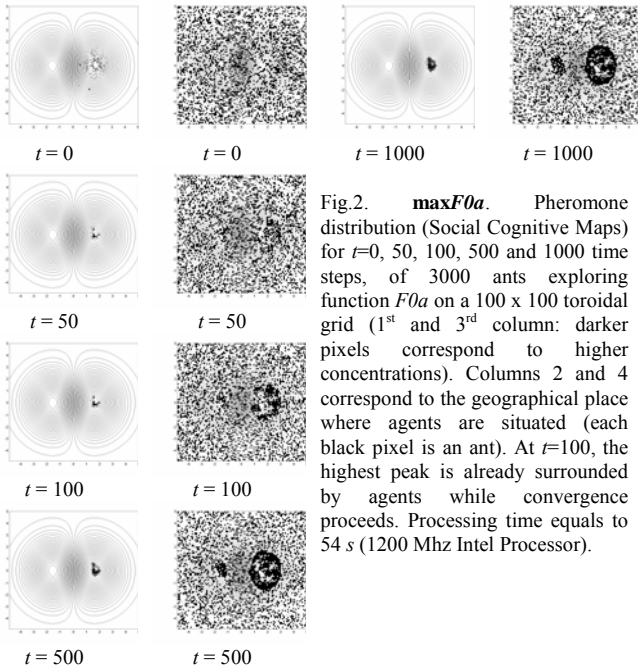 t = 0
t = 0
t = 1000
t = 1000
t = 50
t = 50
t = 100
t = 100
t = 500
t = 500
Fig.2. maxF0a. Pheromone
distribution (Social Cognitive Maps)
for t=0, 50, 100, 500 and 1000 time
steps, of 3000 ants exploring
function F0a on a 100 x 100 toroidal
grid (1st and 3rd column: darker
pixels correspond to higher
concentrations). Columns 2 and 4
correspond to the geographical place
where agents are situated (each
black pixel is an ant). At t=100, the
highest peak is already surrounded
by agents while convergence
proceeds. Processing time equals to
54 s (1200 Mhz Intel Processor).